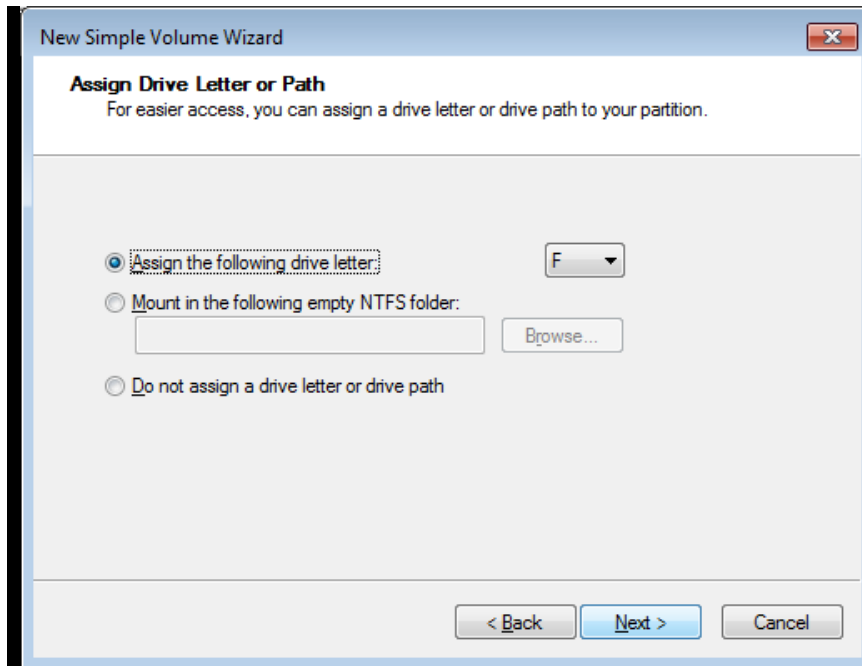 New Simple Volume Wizard
Assign Drive Letter or Path
For easier access, you can assign a drive letter or drive path to your partition.
Assign the following drive letter: F
Mount in the following empty NTFS folder:
Browse...
Do not assign a drive letter or drive path
< Back Next > Cancel